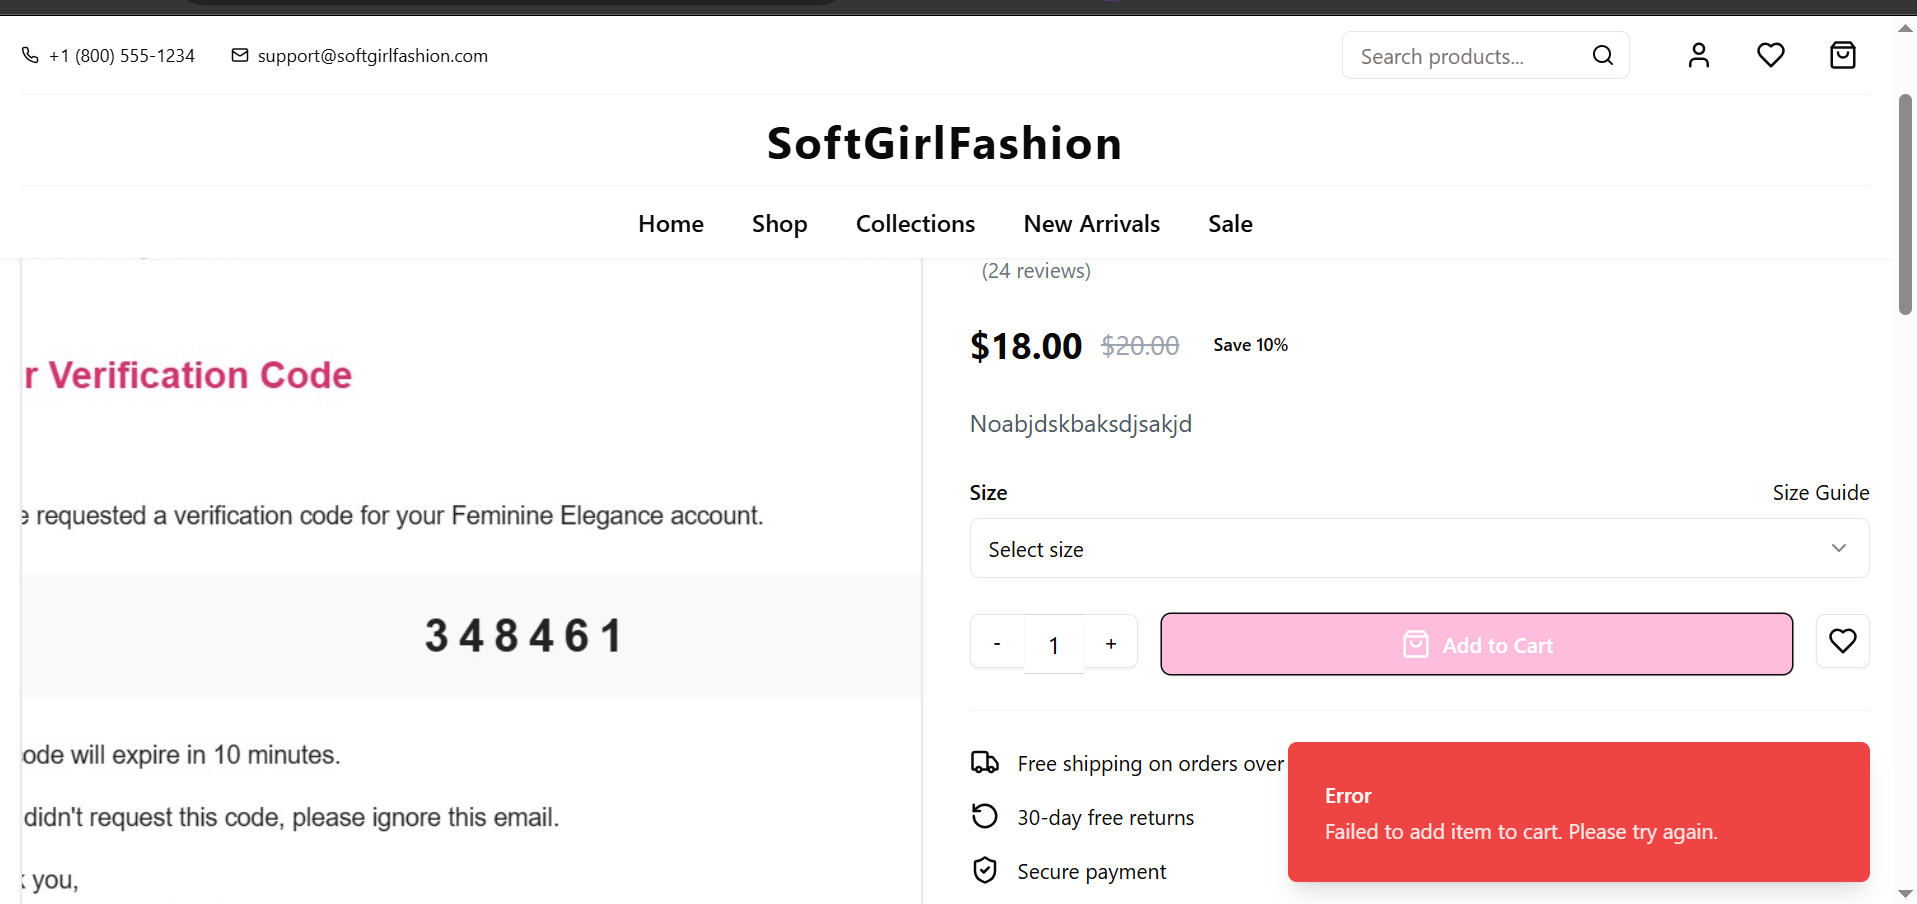 +1 (800) 555-1234
support@softgirlfashion.com
Search products...
SoftGirlFashion
Home
Shop
Collections
New Arrivals
Sale
r Verification Code
requested a verification code for your Feminine Elegance account.
348461
ode will expire in 10 minutes.
didn't request this code, please ignore this email.
you,
(24 reviews)
$18.00 $20.00 Save 10%
Noabjdskbaksdjsakjd
Size
Size Guide
Select size
- 1 +
Add to Cart
Free shipping on orders over
30-day free returns
Secure payment
Error
Failed to add item to cart. Please try again.